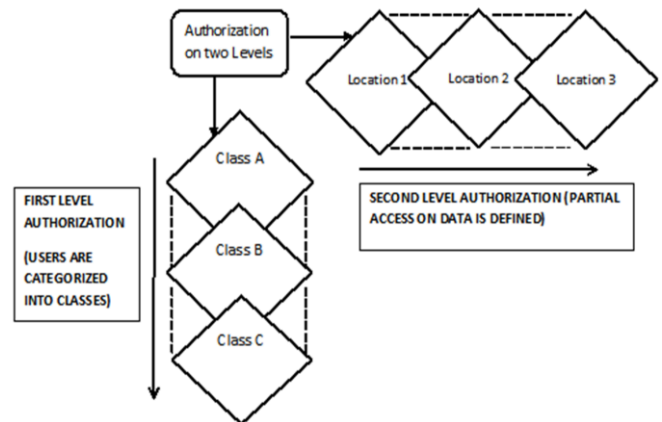 Authorization
on two Levels
Location 1
Location 2
Location 3
Class A
FIRST LEVEL
AUTHORIZATION
(USERS ARE
CATEGORIZED
INTO CLASSES)
SECOND LEVEL AUTHORIZATION (PARTIAL
ACCESS ON DATA IS DEFINED)
Class B
Class C